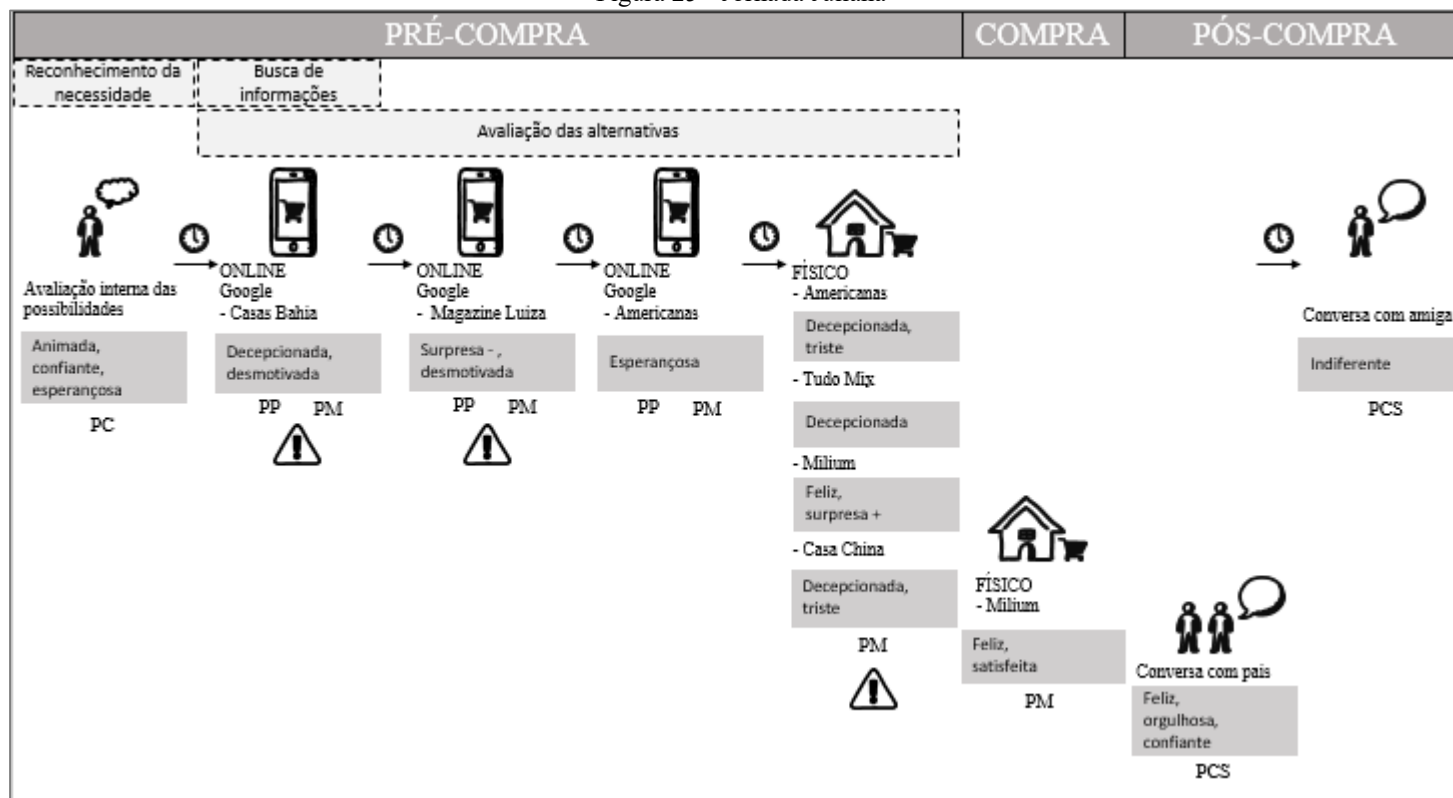 PRÉ-COMPRA
COMPRA
PÓS-COMPRA
Reconhecimento da
necessidade
Busca de
informações
Avaliação das alternativas
Avaliação interna das
possibilidades
Animada,
confiante,
esperançosa
PC
ONLINE
Google
- Casas Bahia
Decepcionada,
desmotivada
PP PM
ONLINE
Google
- Magazine Luiza
Surpresa - ,
desmotivada
PP PM
ONLINE
Google
- Americanas
Esperançosa
PP PM
FÍSICO
- Americanas
Decepcionada,
triste
- Tudo Mix
Decepcionada
- Milium
Feliz,
surpresa +
- Casa China
Decepcionada,
triste
PM
FÍSICO
- Milium
Feliz,
satisfeita
PM
Conversa com pais
Feliz,
orgulhosa,
confiante
PCS
Conversa com amiga
Indiferente
PCS